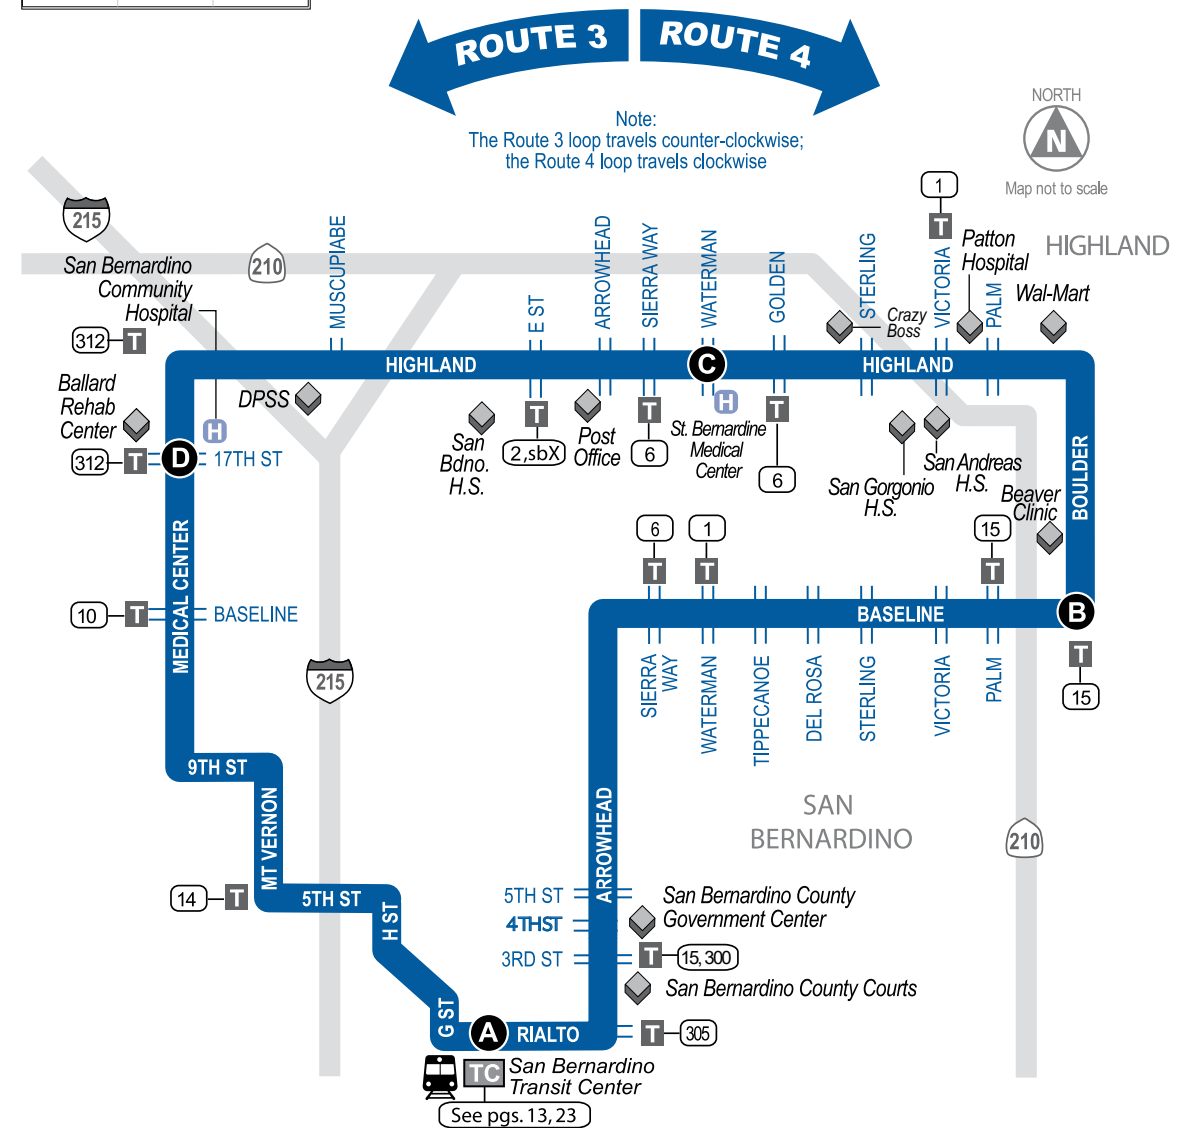 ROUTE 3
ROUTE 4
Note:
The Route 3 loop travels counter-clockwise;
the Route 4 loop travels clockwise
NORTH
N
Map not to scale
HIGHLAND
215
210
San Bernardino
Community
Hospital
312
T
MUSCUPIABE
E ST
ARROWHEAD
SIERRA WAY
WATERMAN
GOLDEN
STERLING
1
T
VICTORIA
Patton
Hospital
PALM
Wal-Mart
Crazy
Boss
HIGHLAND
C
HIGHLAND
Ballard
Rehab
Center
H
DPSS
San
Bdno.
H.S.
T
2,sbX
Post
Office
T
6
H
St. Bernardine
Medical
Center
T
6
San Gorgonio
H.S.
San Andreas
H.S.
Beaver
Clinic
BOULDER
312
T
D
17TH ST
MEDICAL CENTER
10
T
BASELINE
6
T
1
T
15
T
BASELINE
B
T
15
SIERRA
WAY
WATERMAN
TIPPECANOE
DEL ROSA
STERLING
VICTORIA
PALM
215
9TH ST
MT VERNON
SAN
BERNARDINO
210
ARROWHEAD
14
T
5TH ST
H ST
5TH ST
4THST
3RD ST
San Bernardino County
Government Center
T
15, 300
San Bernardino County Courts
G ST
A
RIALTO
T
305
TC
San Bernardino
Transit Center
See pgs. 13, 23